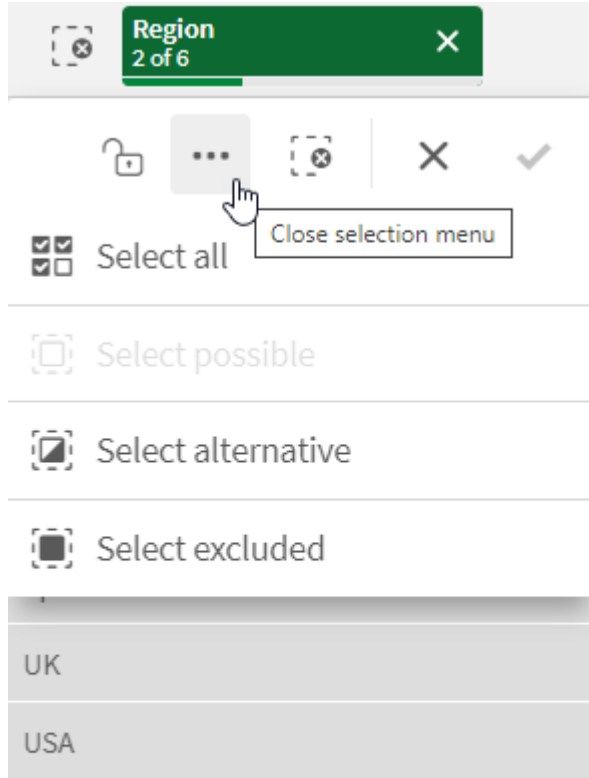 Region
2 of 6
Close selection menu
Select all
Select possible
Select alternative
Select excluded
UK
USA